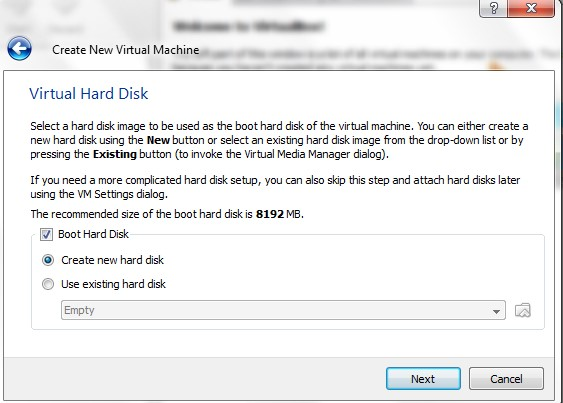 Welcome to VirtualBox!
Create New Virtual Machine
Virtual Hard Disk
Select a hard disk image to be used as the boot hard disk of the virtual machine. You can either create a
new hard disk using the New button or select an existing hard disk image from the drop-down list or by
pressing the Existing button (to invoke the Virtual Media Manager dialog).
If you need a more complicated hard disk setup, you can also skip this step and attach hard disks later
using the VM Settings dialog.
The recommended size of the boot hard disk is 8192 MB.
Boot Hard Disk
Create new hard disk
Use existing hard disk
Empty
Next
Cancel